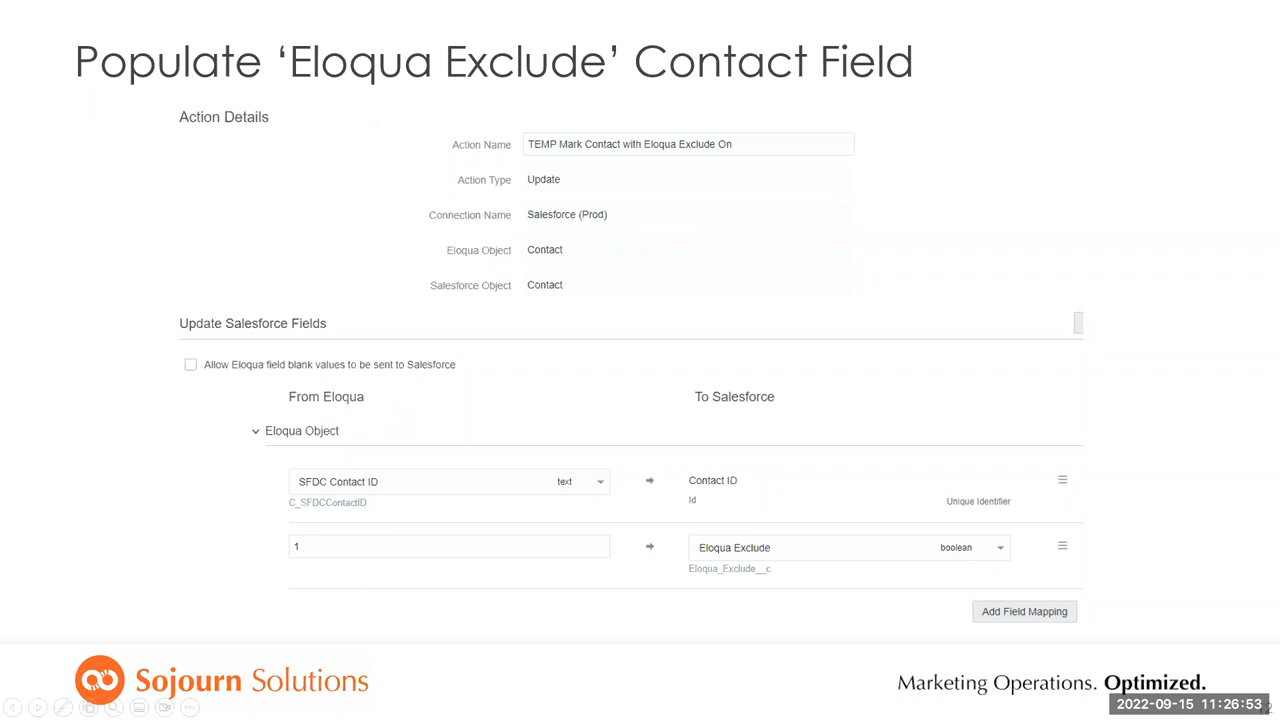 Populate ‘Eloqua Exclude’ Contact Field
Action Details
Action Name TEMP Mark Contact with Eloqua Exclude On
Action Type Update
Connection Name Salesforce (Prod)
Eloqua Object Contact
Salesforce Object Contact
Update Salesforce Fields
Allow Eloqua field blank values to be sent to Salesforce
From Eloqua To Salesforce
Eloqua Object
SFDC Contact ID text Contact ID
C_SFDCContactID Id Unique Identifier
1 Eloqua Exclude boolean
Eloqua_Exclude__c
Add Field Mapping
Sojourn Solutions
Marketing Operations. Optimized.
2022-09-15 11:26:53